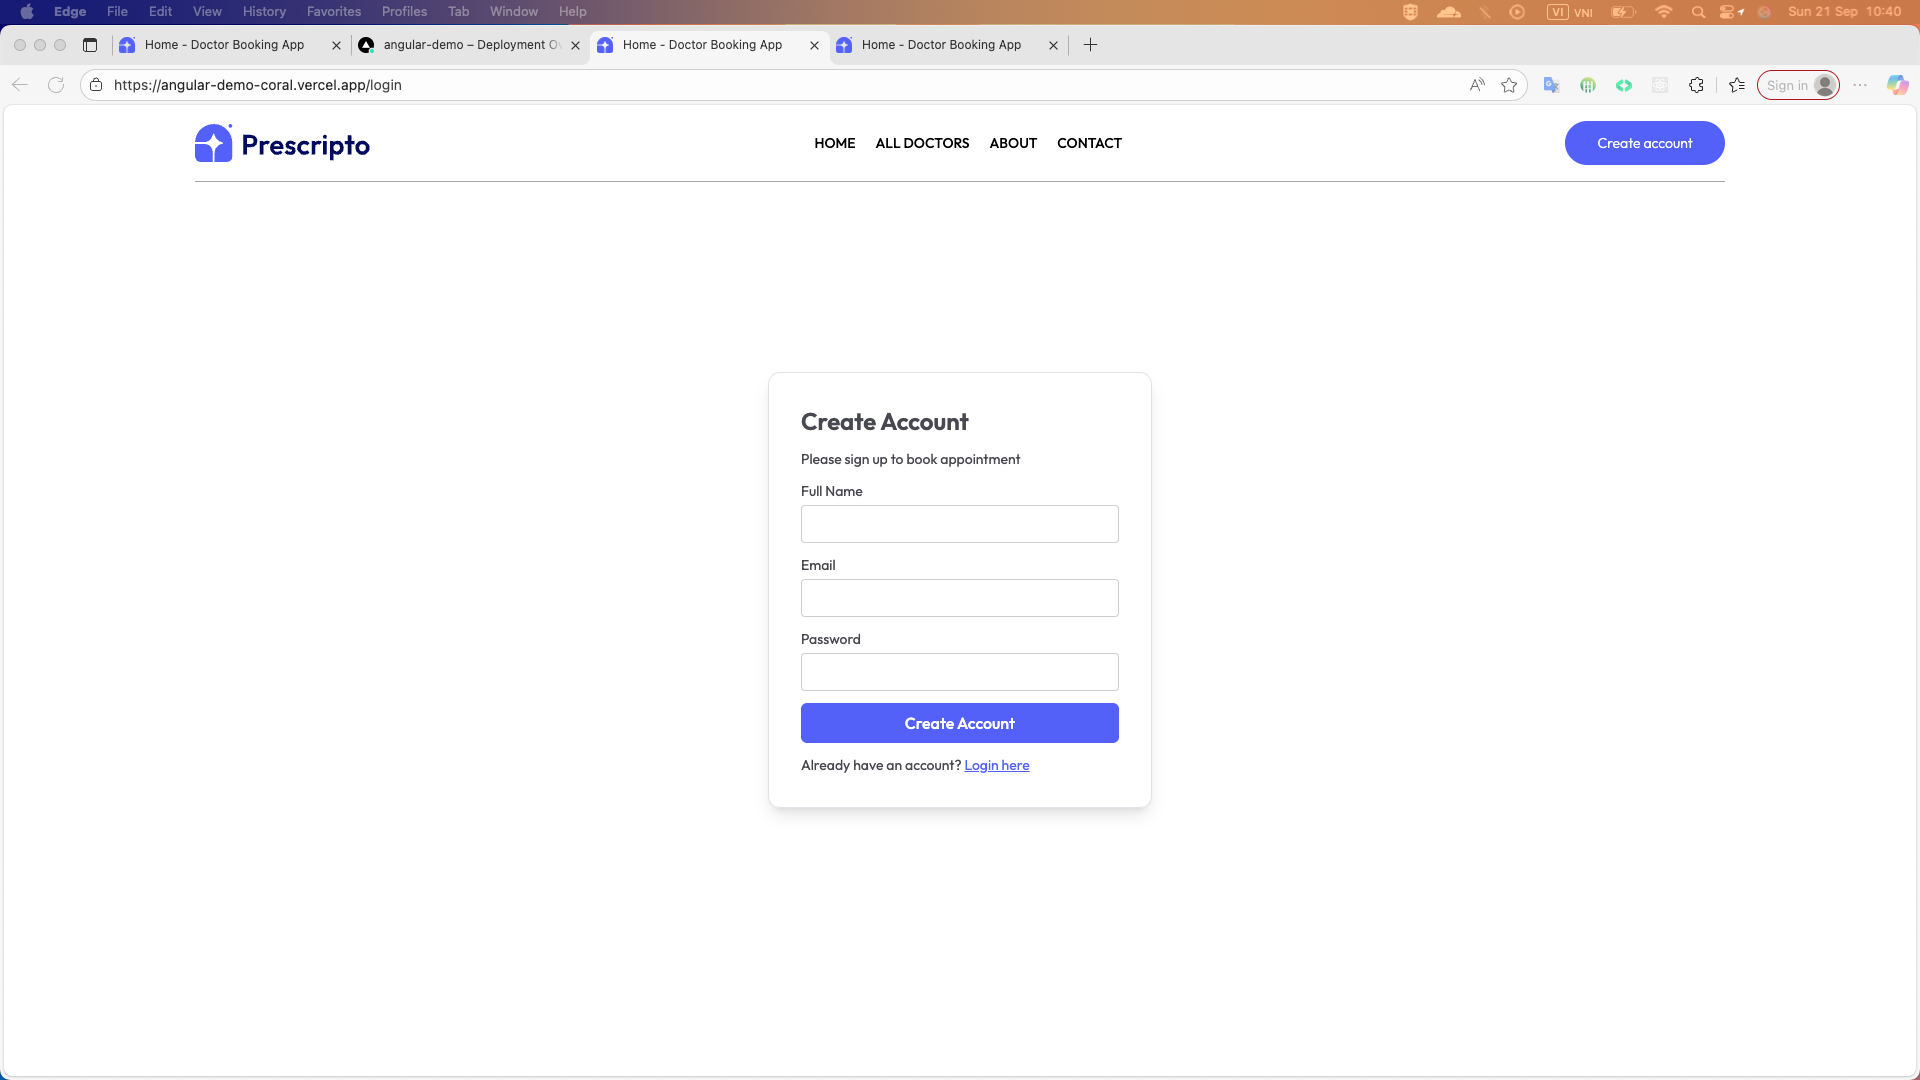 Edge File Edit View History Favorites Profiles Tab Window Help VI VNI Sun 21 Sep 10:40
Home - Doctor Booking App angular-demo – Deployment O Home - Doctor Booking App Home - Doctor Booking App
https://angular-demo-coral.vercel.app/login Sign in
Prescripto HOME ALL DOCTORS ABOUT CONTACT Create account
Create Account
Please sign up to book appointment
Full Name
Email
Password
Create Account
Already have an account? Login here